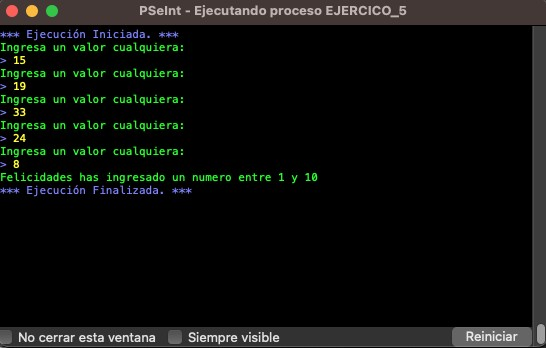 PSeInt - Ejecutando proceso EJERCICO_5
*** Ejecución Iniciada. ***
Ingresa un valor cualquiera:
> 15
Ingresa un valor cualquiera:
> 19
Ingresa un valor cualquiera:
> 33
Ingresa un valor cualquiera:
> 24
Ingresa un valor cualquiera:
> 8
Felicidades has ingresado un numero entre 1 y 10
*** Ejecución Finalizada. ***
No cerrar esta ventana Siempre visible Reiniciar